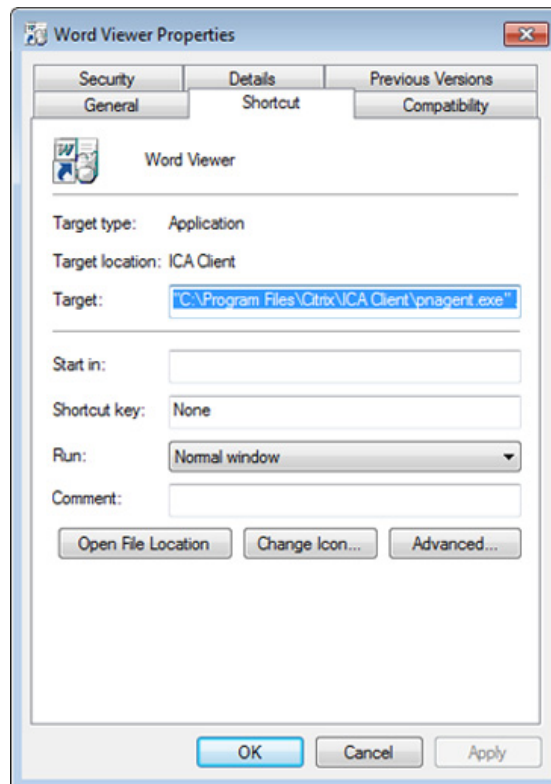 Word Viewer Properties
Security Details Previous Versions
General Shortcut Compatibility
Word Viewer
Target type: Application
Target location: ICA Client
Target: "C:\Program Files\Citrix\ICA Client\pnagent.exe"
Start in:
Shortcut key: None
Run: Normal window
Comment:
Open File Location Change Icon... Advanced...
OK Cancel Apply